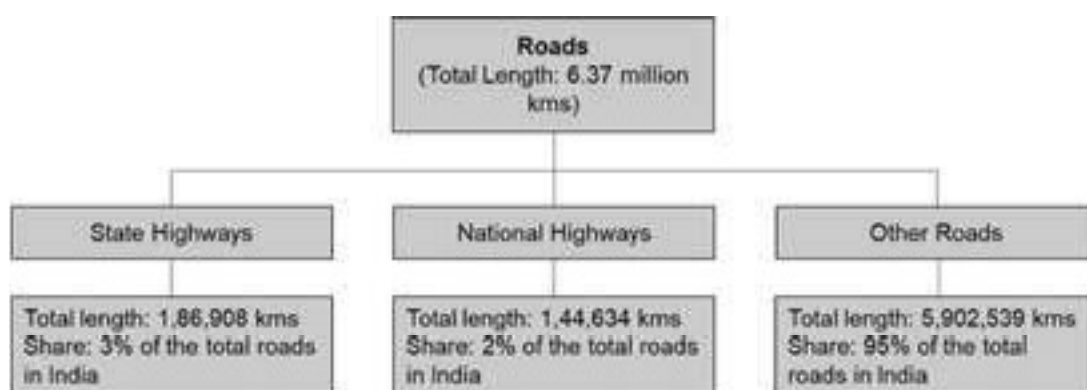 Roads
(Total Length: 6.37 million
kms)
State Highways
National Highways
Other Roads
Total length: 1,86,908 kms
Share: 3% of the total roads
in India
Total length: 1,44,634 kms
Share: 2% of the total roads
in India
Total length: 5,902,539 kms
Share: 95% of the total
roads in India